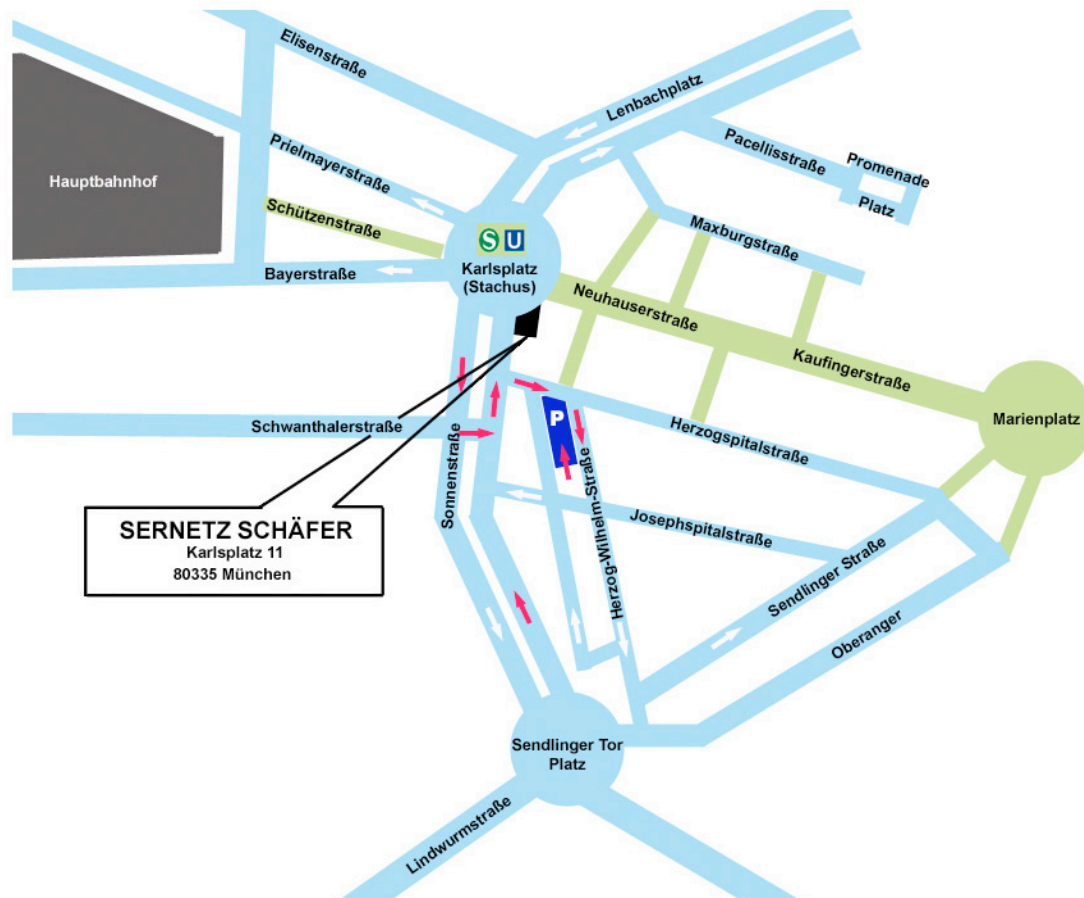 Elisenstraße
Lenbachplatz
Pacellisstraße
Promenade
Platz
Prielmayerstraße
Hauptbahnhof
Schützenstraße
Maxburgstraße
S U
Karlsplatz
(Stachus)
Bayerstraße
Neuhauserstraße
Kaufingerstraße
Marienplatz
P
Schwanthalerstraße
Herzogspitalstraße
Sonnenstraße
Herzog-Wilhelm-Straße
Josephspitalstraße
SERNETZ SCHÄFER
Karlsplatz 11
80335 München
Sendlinger Straße
Oberanger
Sendlinger Tor
Platz
Lindwurmstraße